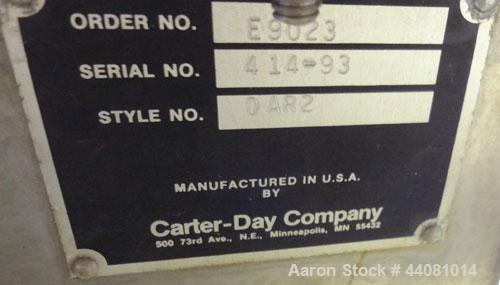 ORDER NO. E9023
SERIAL NO. 414-93
STYLE NO. OAR2
MANUFACTURED IN U.S.A.
BY
Carter-Day Company
500 73rd Ave., N.E., Minneapolis, MN 55432
Aaron Stock # 44081014